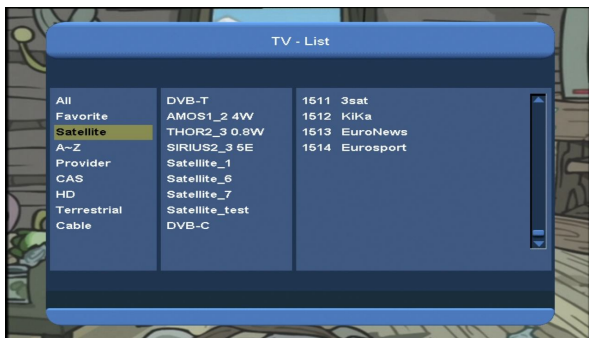 TV - List
All
Favorite
Satellite
A~Z
Provider
CAS
HD
Terrestrial
Cable
DVB-T
AMOS1_2 4W
THOR2_3 0.8W
SIRIUS2_3 5E
Satellite_1
Satellite_6
Satellite_7
Satellite_test
DVB-C
1511 3sat
1512 KiKa
1513 EuroNews
1514 Eurosport